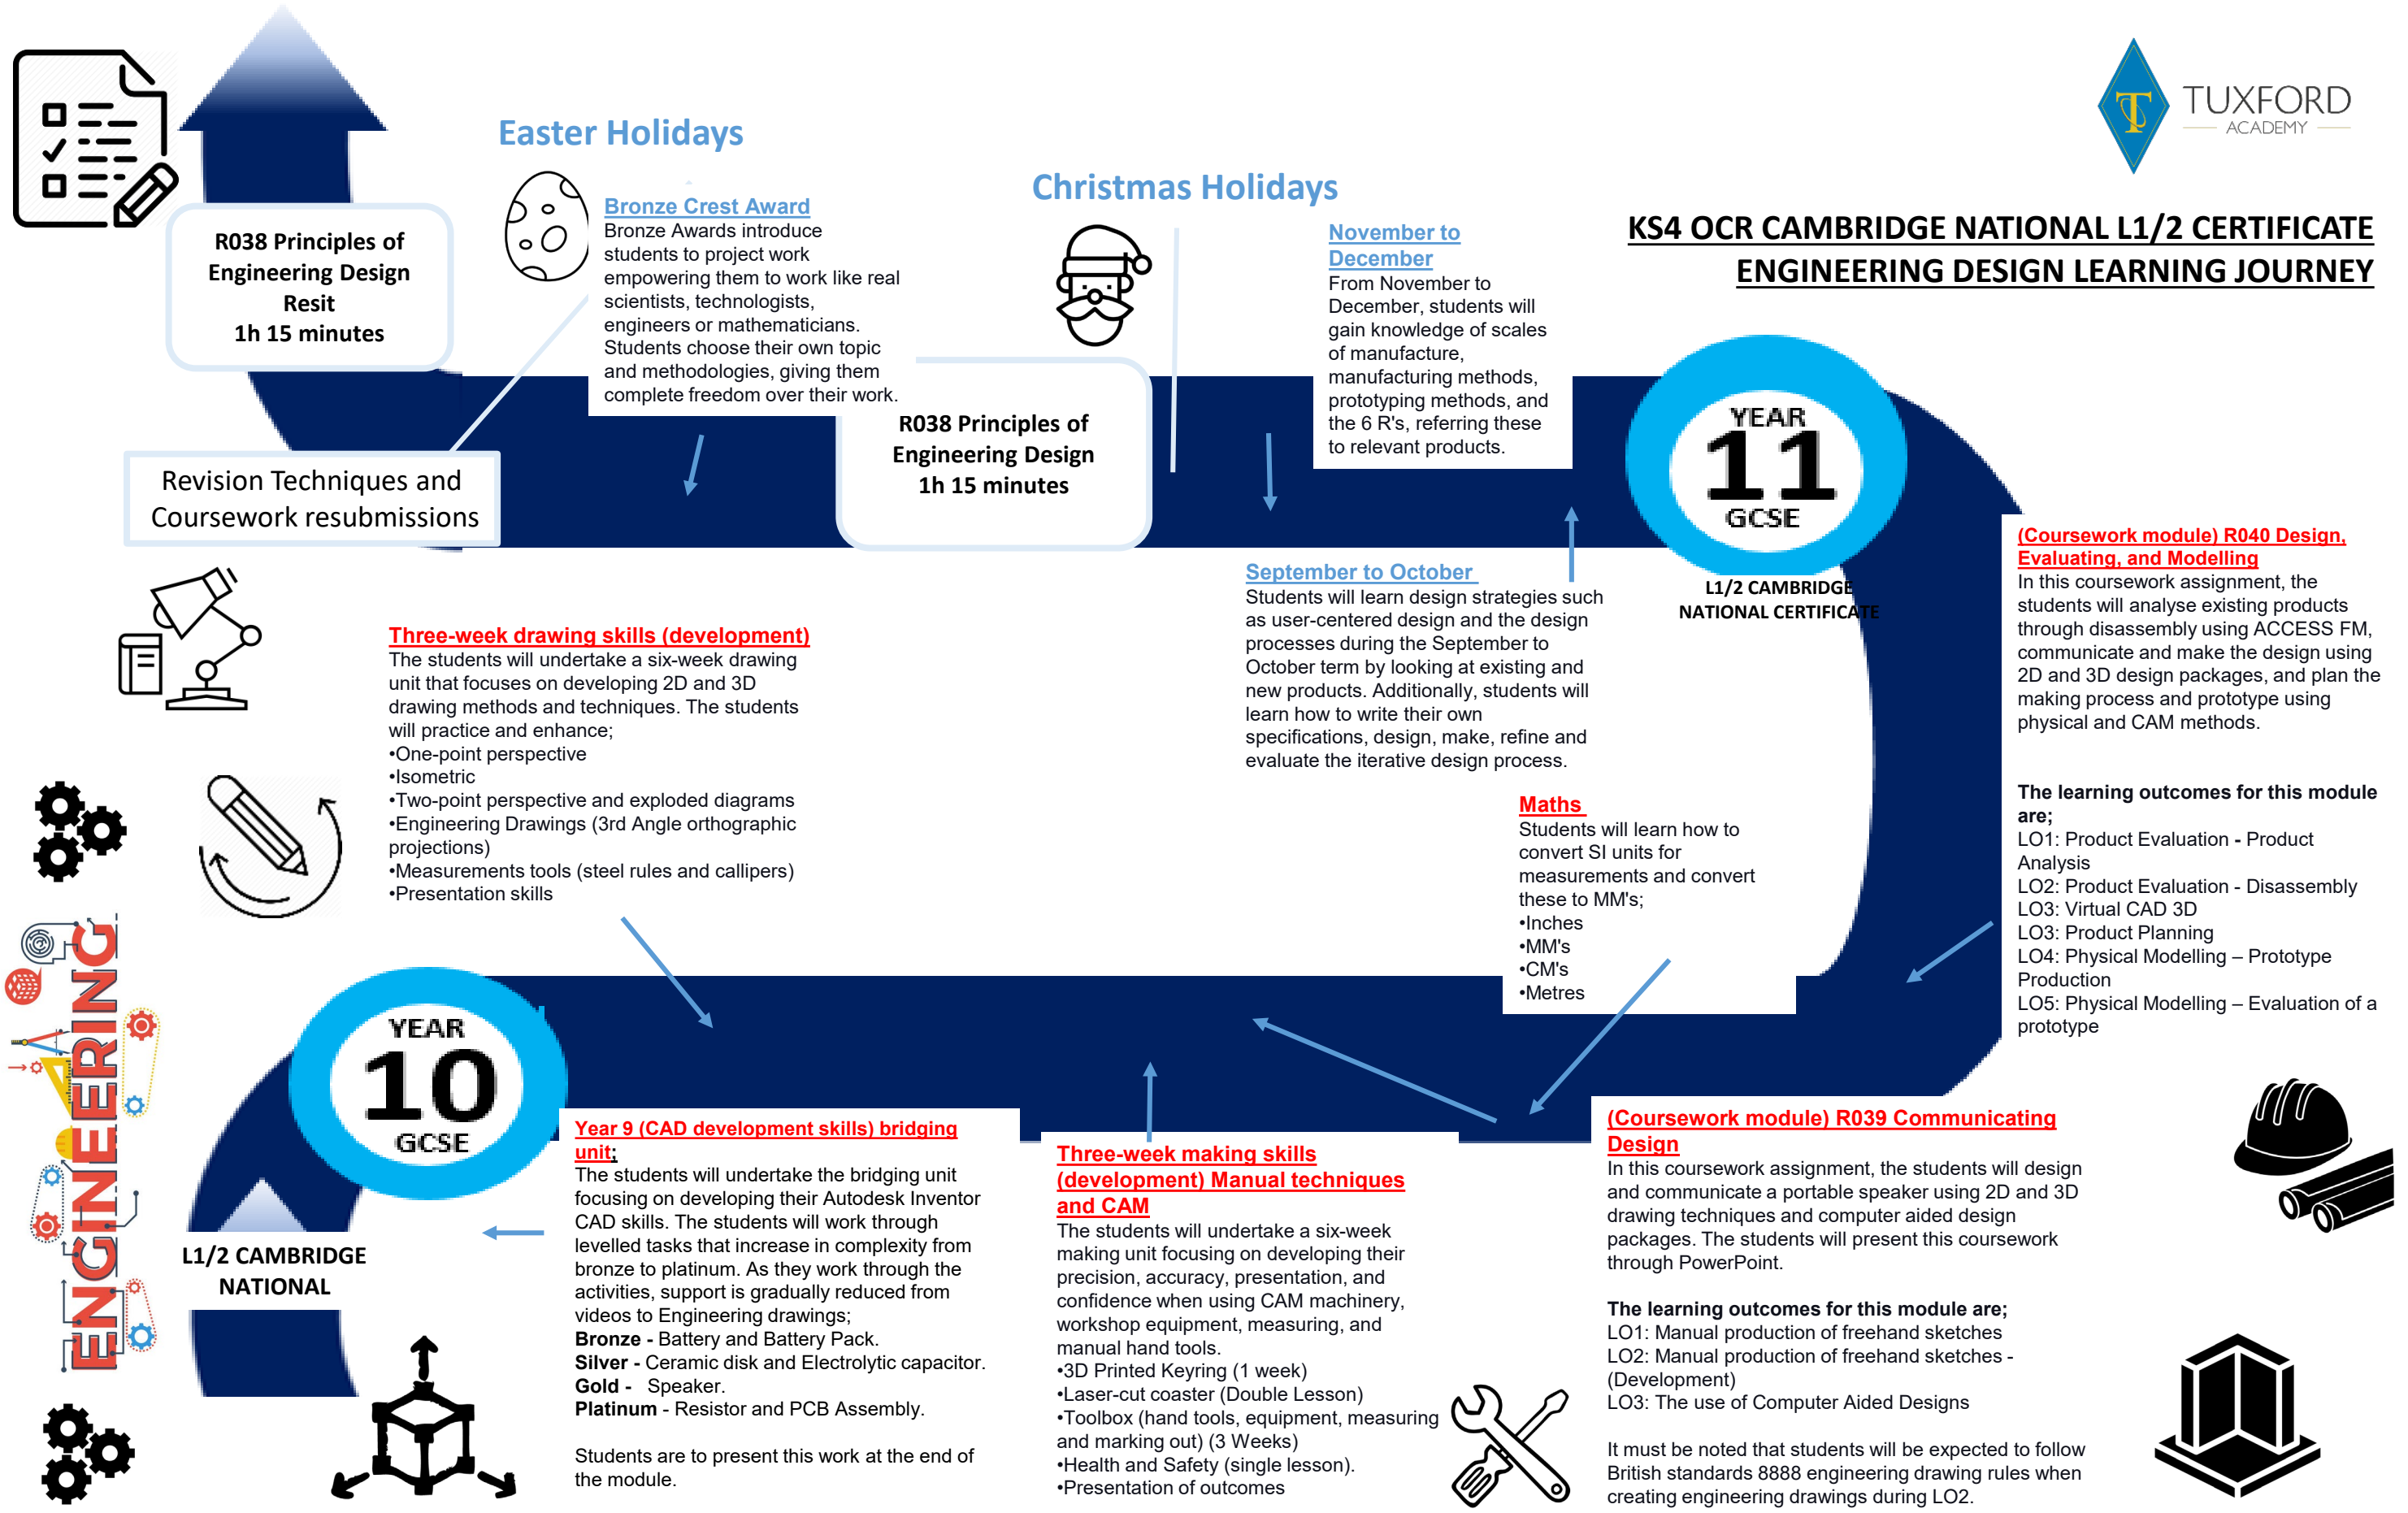 TUXFORD
ACADEMY
KS4 OCR CAMBRIDGE NATIONAL L1/2 CERTIFICATE
ENGINEERING DESIGN LEARNING JOURNEY
Easter Holidays
Christmas Holidays
R038 Principles of
Engineering Design
Resit
1h 15 minutes
Bronze Crest Award
Bronze Awards introduce
students to project work
empowering them to work like real
scientists, technologists,
engineers or mathematicians.
Students choose their own topic
and methodologies, giving them
complete freedom over their work.
R038 Principles of
Engineering Design
1h 15 minutes
November to
December
From November to
December, students will
gain knowledge of scales
of manufacture,
manufacturing methods,
prototyping methods, and
the 6 R's, referring these
to relevant products.
YEAR
11
GCSE
L1/2 CAMBRIDGE
NATIONAL CERTIFICATE
Revision Techniques and
Coursework resubmissions
September to October
Students will learn design strategies such
as user-centered design and the design
processes during the September to
October term by looking at existing and
new products. Additionally, students will
learn how to write their own
specifications, design, make, refine and
evaluate the iterative design process.
(Coursework module) R040 Design,
Evaluating, and Modelling
In this coursework assignment, the
students will analyse existing products
through disassembly using ACCESS FM,
communicate and make the design using
2D and 3D design packages, and plan the
making process and prototype using
physical and CAM methods.
The learning outcomes for this module
are;
LO1: Product Evaluation - Product
Analysis
LO2: Product Evaluation - Disassembly
LO3: Virtual CAD 3D
LO3: Product Planning
LO4: Physical Modelling – Prototype
Production
LO5: Physical Modelling – Evaluation of a
prototype
Three-week drawing skills (development)
The students will undertake a six-week drawing
unit that focuses on developing 2D and 3D
drawing methods and techniques. The students
will practice and enhance;
•One-point perspective
•Isometric
•Two-point perspective and exploded diagrams
•Engineering Drawings (3rd Angle orthographic
projections)
•Measurements tools (steel rules and callipers)
•Presentation skills
Maths
Students will learn how to
convert SI units for
measurements and convert
these to MM's;
•Inches
•MM's
•CM's
•Metres
ENGINEERING
YEAR
10
GCSE
L1/2 CAMBRIDGE
NATIONAL
Year 9 (CAD development skills) bridging
unit;
The students will undertake the bridging unit
focusing on developing their Autodesk Inventor
CAD skills. The students will work through
levelled tasks that increase in complexity from
bronze to platinum. As they work through the
activities, support is gradually reduced from
videos to Engineering drawings;
Bronze - Battery and Battery Pack.
Silver - Ceramic disk and Electrolytic capacitor.
Gold - Speaker.
Platinum - Resistor and PCB Assembly.
Students are to present this work at the end of
the module.
Three-week making skills
(development) Manual techniques
and CAM
The students will undertake a six-week
making unit focusing on developing their
precision, accuracy, presentation, and
confidence when using CAM machinery,
workshop equipment, measuring, and
manual hand tools.
•3D Printed Keyring (1 week)
•Laser-cut coaster (Double Lesson)
•Toolbox (hand tools, equipment, measuring
and marking out) (3 Weeks)
•Health and Safety (single lesson).
•Presentation of outcomes
(Coursework module) R039 Communicating
Design
In this coursework assignment, the students will design
and communicate a portable speaker using 2D and 3D
drawing techniques and computer aided design
packages. The students will present this coursework
through PowerPoint.
The learning outcomes for this module are;
LO1: Manual production of freehand sketches
LO2: Manual production of freehand sketches -
(Development)
LO3: The use of Computer Aided Designs
It must be noted that students will be expected to follow
British standards 8888 engineering drawing rules when
creating engineering drawings during LO2.